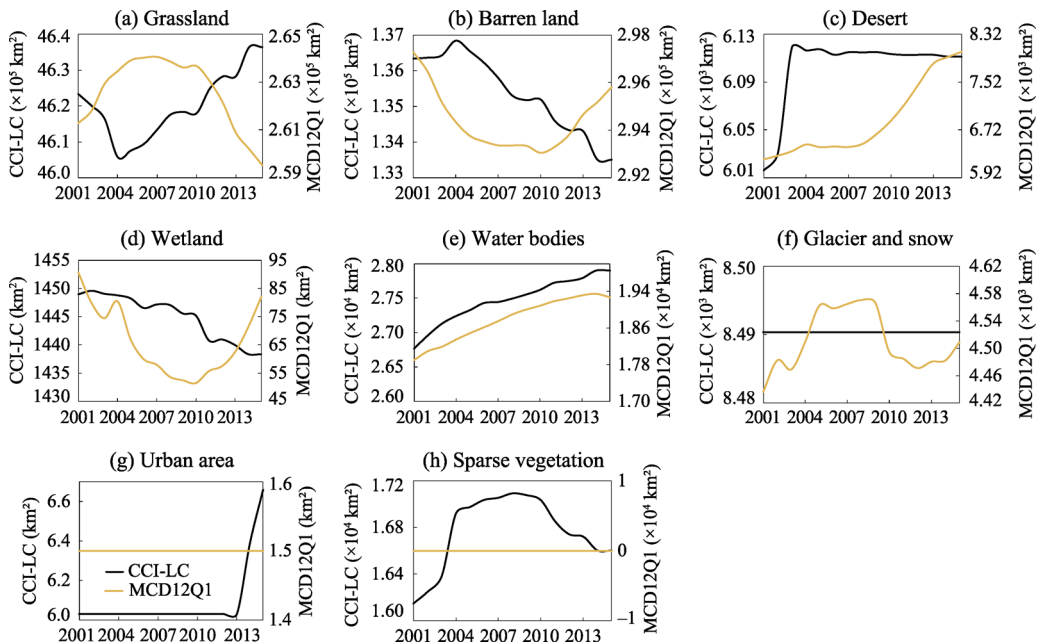 (a) Grassland
CCI-LC (×10⁵ km²)
46.4
46.3
46.2
46.1
46.0
2.65
2.64
2.61
2.59
MCD12Q1 (×10⁵ km²)
2001 2004 2007 2010 2013
(b) Barren land
CCI-LC (×10⁵ km²)
1.37
1.36
1.35
1.34
1.33
2.98
2.96
2.94
2.92
MCD12Q1 (×10⁵ km²)
2001 2004 2007 2010 2013
(c) Desert
CCI-LC (×10³ km²)
6.13
6.09
6.05
6.01
8.32
7.52
6.72
5.92
MCD12Q1 (×10³ km²)
2001 2004 2007 2010 2013
(d) Wetland
CCI-LC (km²)
1455
1450
1440
1435
1430
95
85
65
55
45
MCD12Q1 (km²)
2001 2004 2007 2010 2013
(e) Water bodies
CCI-LC (×10⁴ km²)
2.80
2.75
2.70
2.66
2.60
1.94
1.86
1.78
1.70
MCD12Q1 (×10⁴ km²)
2001 2004 2007 2010 2013
(f) Glacier and snow
CCI-LC (×10³ km²)
8.50
8.49
8.48
4.62
4.58
4.54
4.50
4.44
4.42
MCD12Q1 (×10³ km²)
2001 2004 2007 2010 2013
(g) Urban area
CCI-LC (km²)
6.6
6.4
6.2
6.0
1.6
1.5
1.4
MCD12Q1 (km²)
CCI-LC
MCD12Q1
2001 2004 2007 2010 2013
(h) Sparse vegetation
CCI-LC (×10⁴ km²)
1.72
1.68
1.64
1.60
1
0
−1
MCD12Q1 (×10⁴ km²)
2001 2004 2007 2010 2013